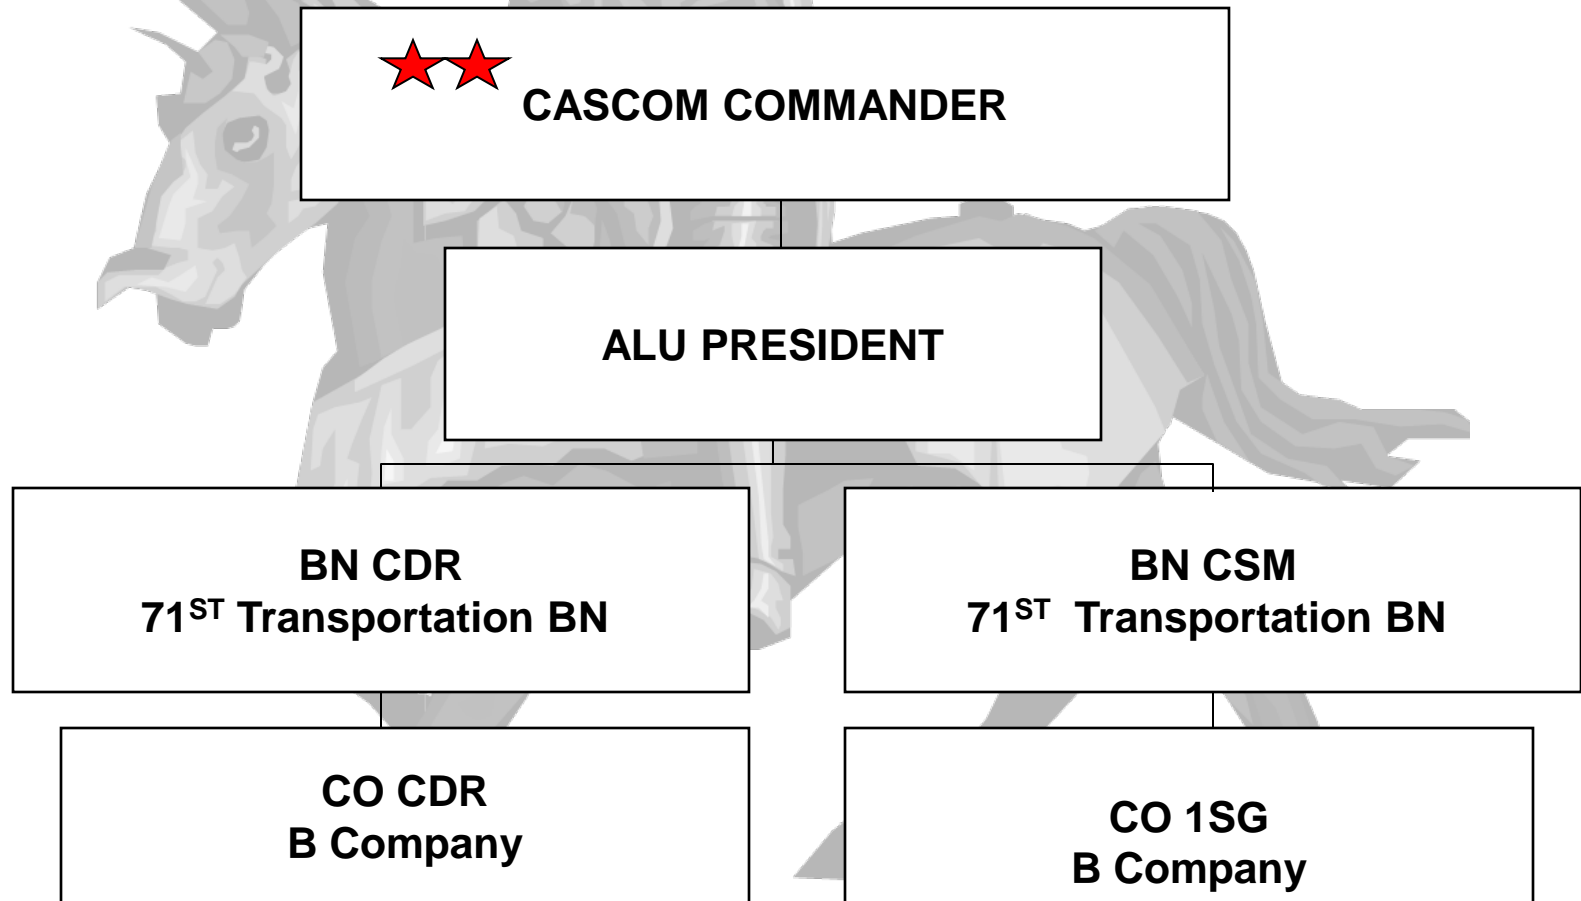 CASCOM COMMANDER
ALU PRESIDENT
BN CDR
71ST Transportation BN
BN CSM
71ST Transportation BN
CO CDR
B Company
CO 1SG
B Company